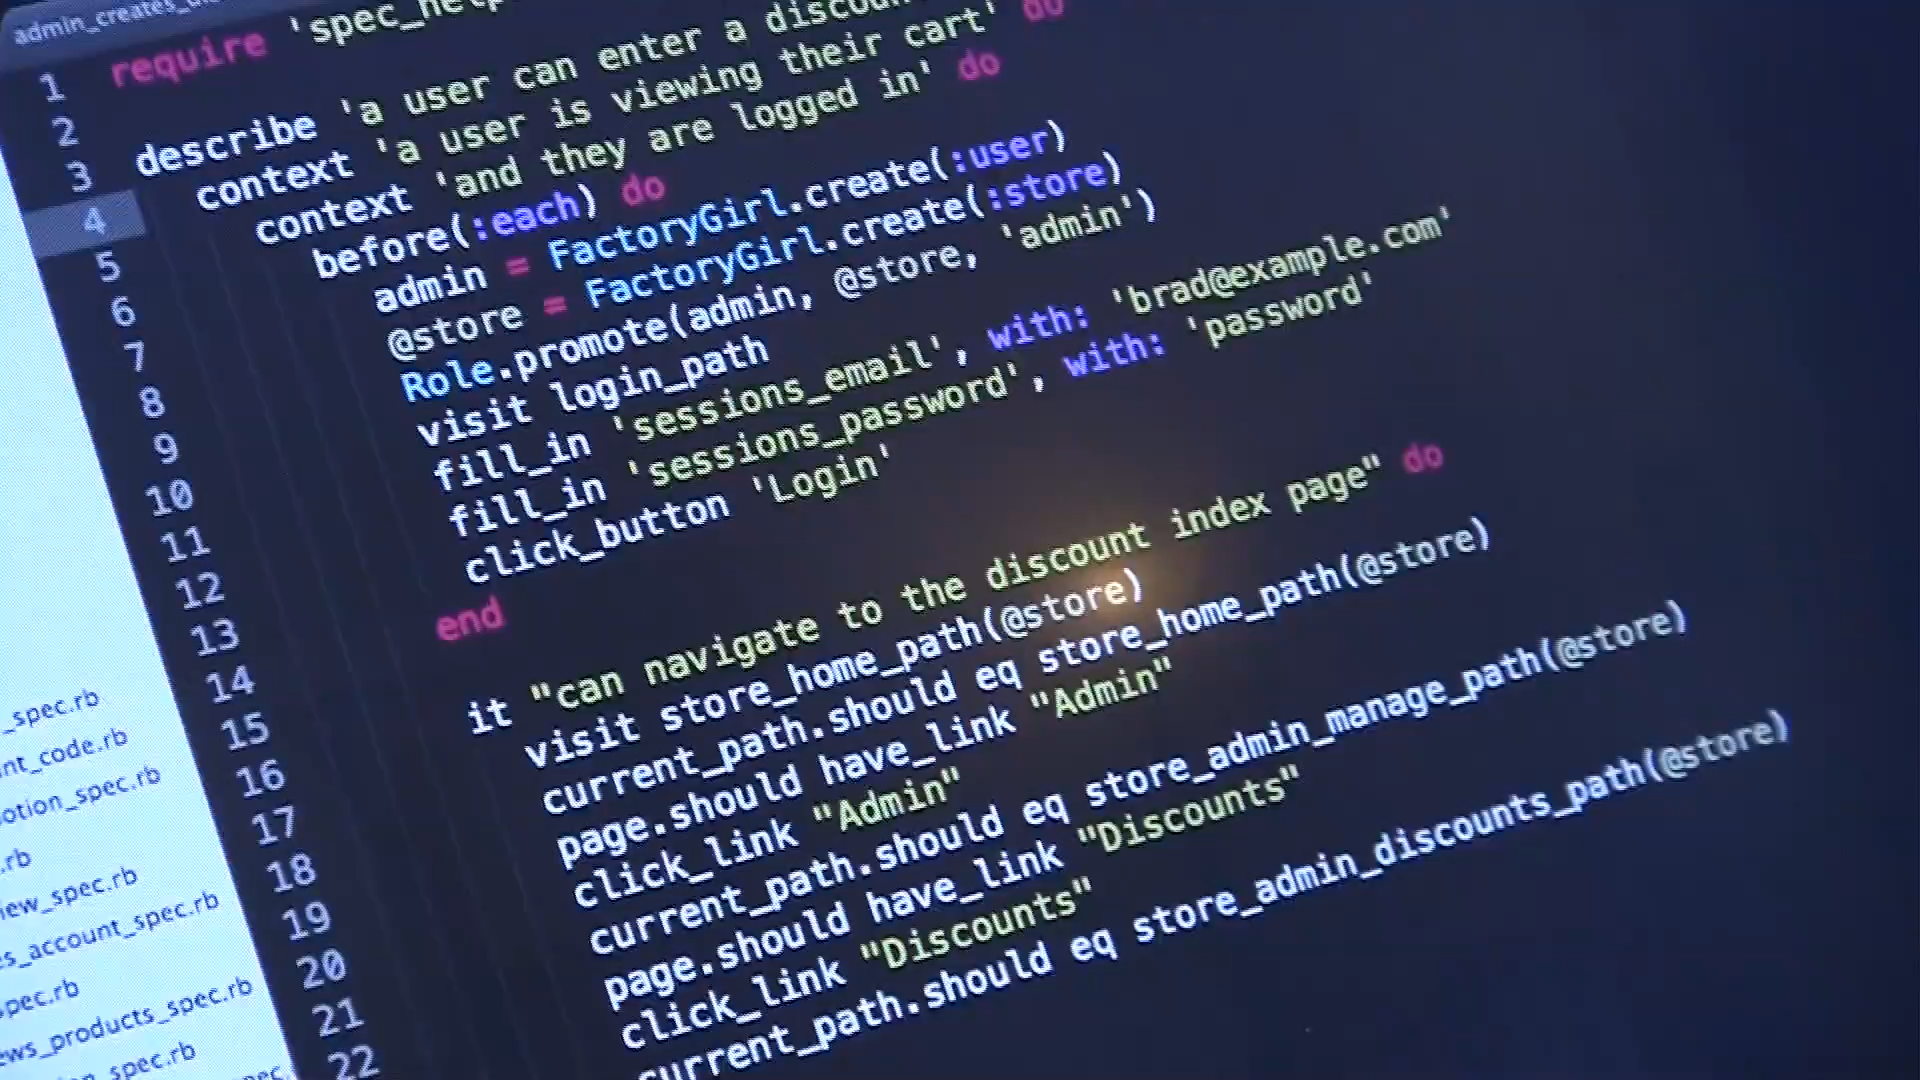 admin_creates_
1 require 'spec_help
2
3 describe 'a user can enter a discoun
4 context 'a user is viewing their cart' do
5 context 'and they are logged in' do
6 before(:each) do
7 admin = FactoryGirl.create(:user)
8 @store = FactoryGirl.create(:store)
9 Role.promote(admin, @store, 'admin')
10 visit login_path
11 fill_in 'sessions_email', with: 'brad@example.com'
12 fill_in 'sessions_password', with: 'password'
13 click_button 'Login'
14 end
15
16 it "can navigate to the discount index page" do
17 visit store_home_path(@store)
18 current_path.should eq store_home_path(@store)
19 page.should have_link "Admin"
20 click_link "Admin"
21 current_path.should eq store_admin_manage_path(@store)
22 page.should have_link "Discounts"
click_link "Discounts"
current_path.should eq store_admin_discounts_path(@store)
_spec.rb
nt_code.rb
otion_spec.rb
.rb
iew_spec.rb
es_account_spec.rb
spec.rb
ews_products_spec.rb
_spec.rb